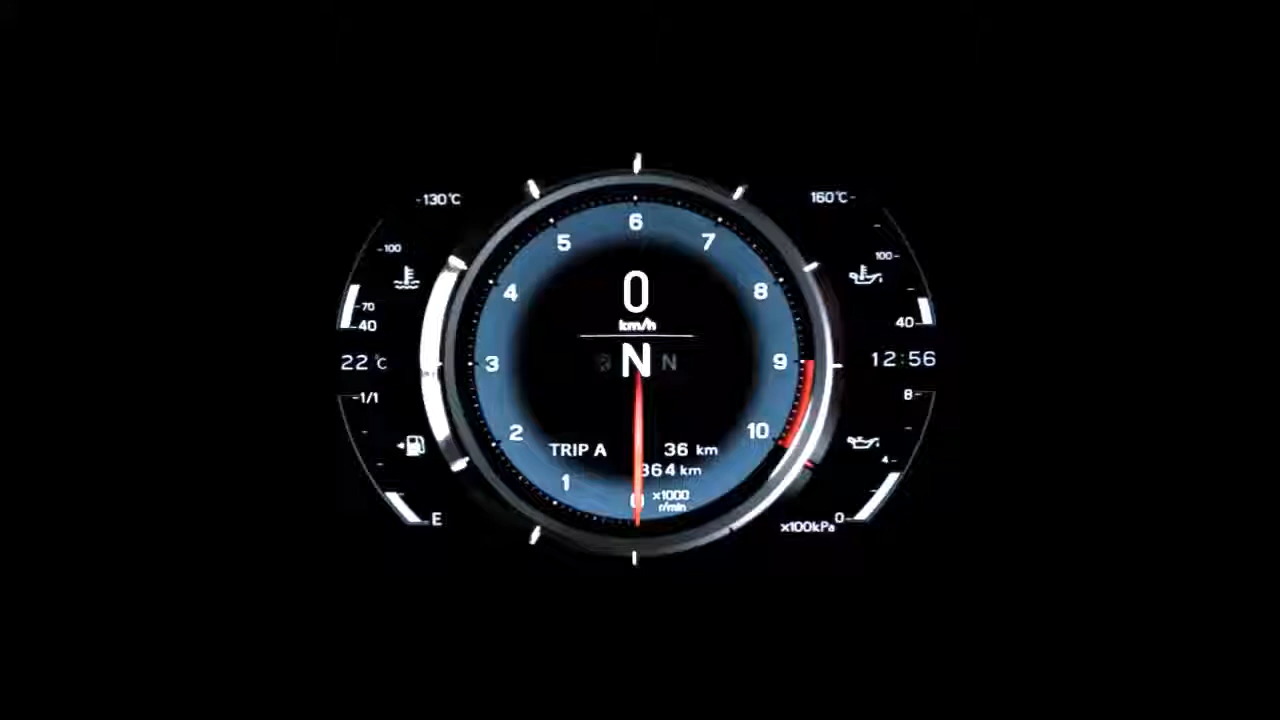 130℃
160℃
6
5
7
100
100
4
0
8
70
km/h
40
40
22℃
3
N
N
9
12:56
1/1
8
2
10
TRIP A
36 km
364 km
4
1
0
x1000
r/min
E
0
x100kPa